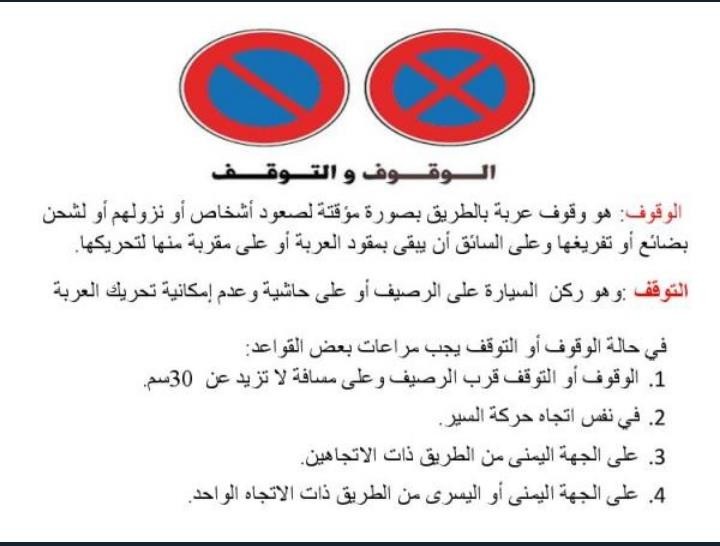 الـــوقـــوف و التـــوقـــف
الوقوف: هو وقوف عربة بالطريق بصورة مؤقتة لصعود أشخاص أو نزولهم أو لشحن
بضائع أو تفريغها وعلى السائق أن يبقى بمقود العربة أو على مقربة منها لتحريكها.
التوقف :وهو ركن السيارة على الرصيف أو على حاشية وعدم إمكانية تحريك العربة
في حالة الوقوف أو التوقف يجب مراعات بعض القواعد:
1. الوقوف أو التوقف قرب الرصيف وعلى مسافة لا تزيد عن 30سم.
2. في نفس اتجاه حركة السير.
3. على الجهة اليمنى من الطريق ذات الاتجاهين.
4. على الجهة اليمنى أو اليسرى من الطريق ذات الاتجاه الواحد.